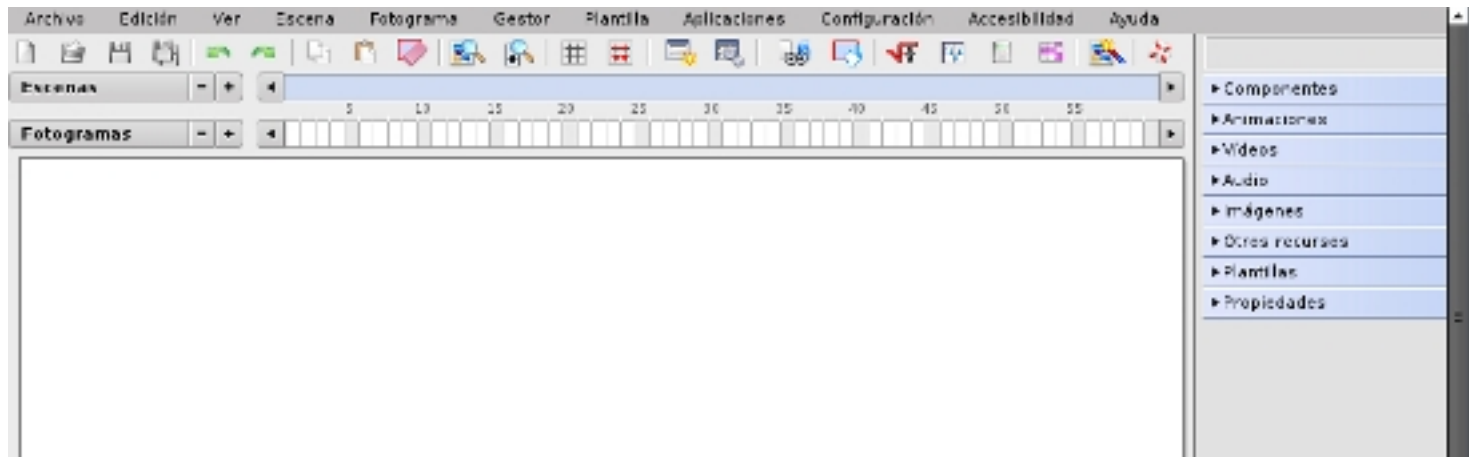 Archivo Edición Ver Escena Fotograma Gestor Plantilla Aplicaciones Configuración Accesibilidad Ayuda
Escenas - +
5 10 15 20 25 30 35 40 45 50 55
Fotogramas - +
Componentes
Animaciones
Vídeos
Audio
Imágenes
Otros recursos
Plantillas
Propiedades